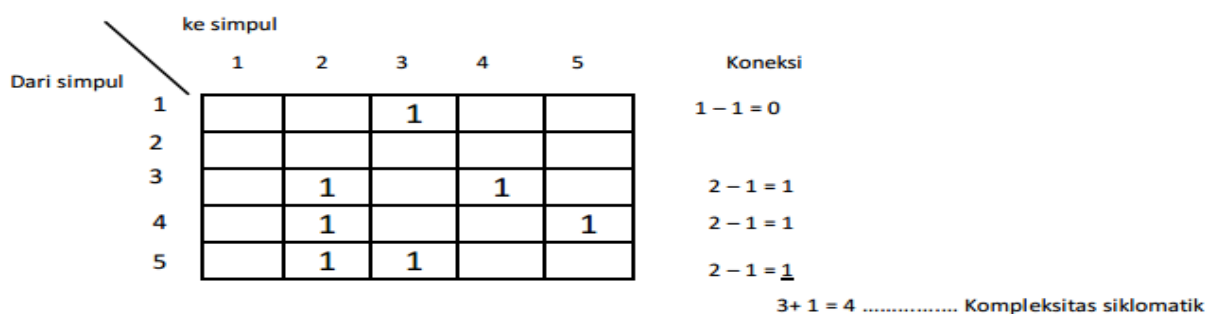 ke simpul
1 2 3 4 5 Koneksi
Dari simpul
1 1 1 – 1 = 0
2
3 1 1 2 – 1 = 1
4 1 1 2 – 1 = 1
5 1 1 2 – 1 = 1
3+ 1 = 4 ................ Kompleksitas siklomatik